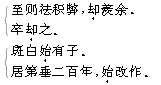 至则祛积弊，却羡余。
卒却之。
斑白始有子。
居第垂二百年，始改作。